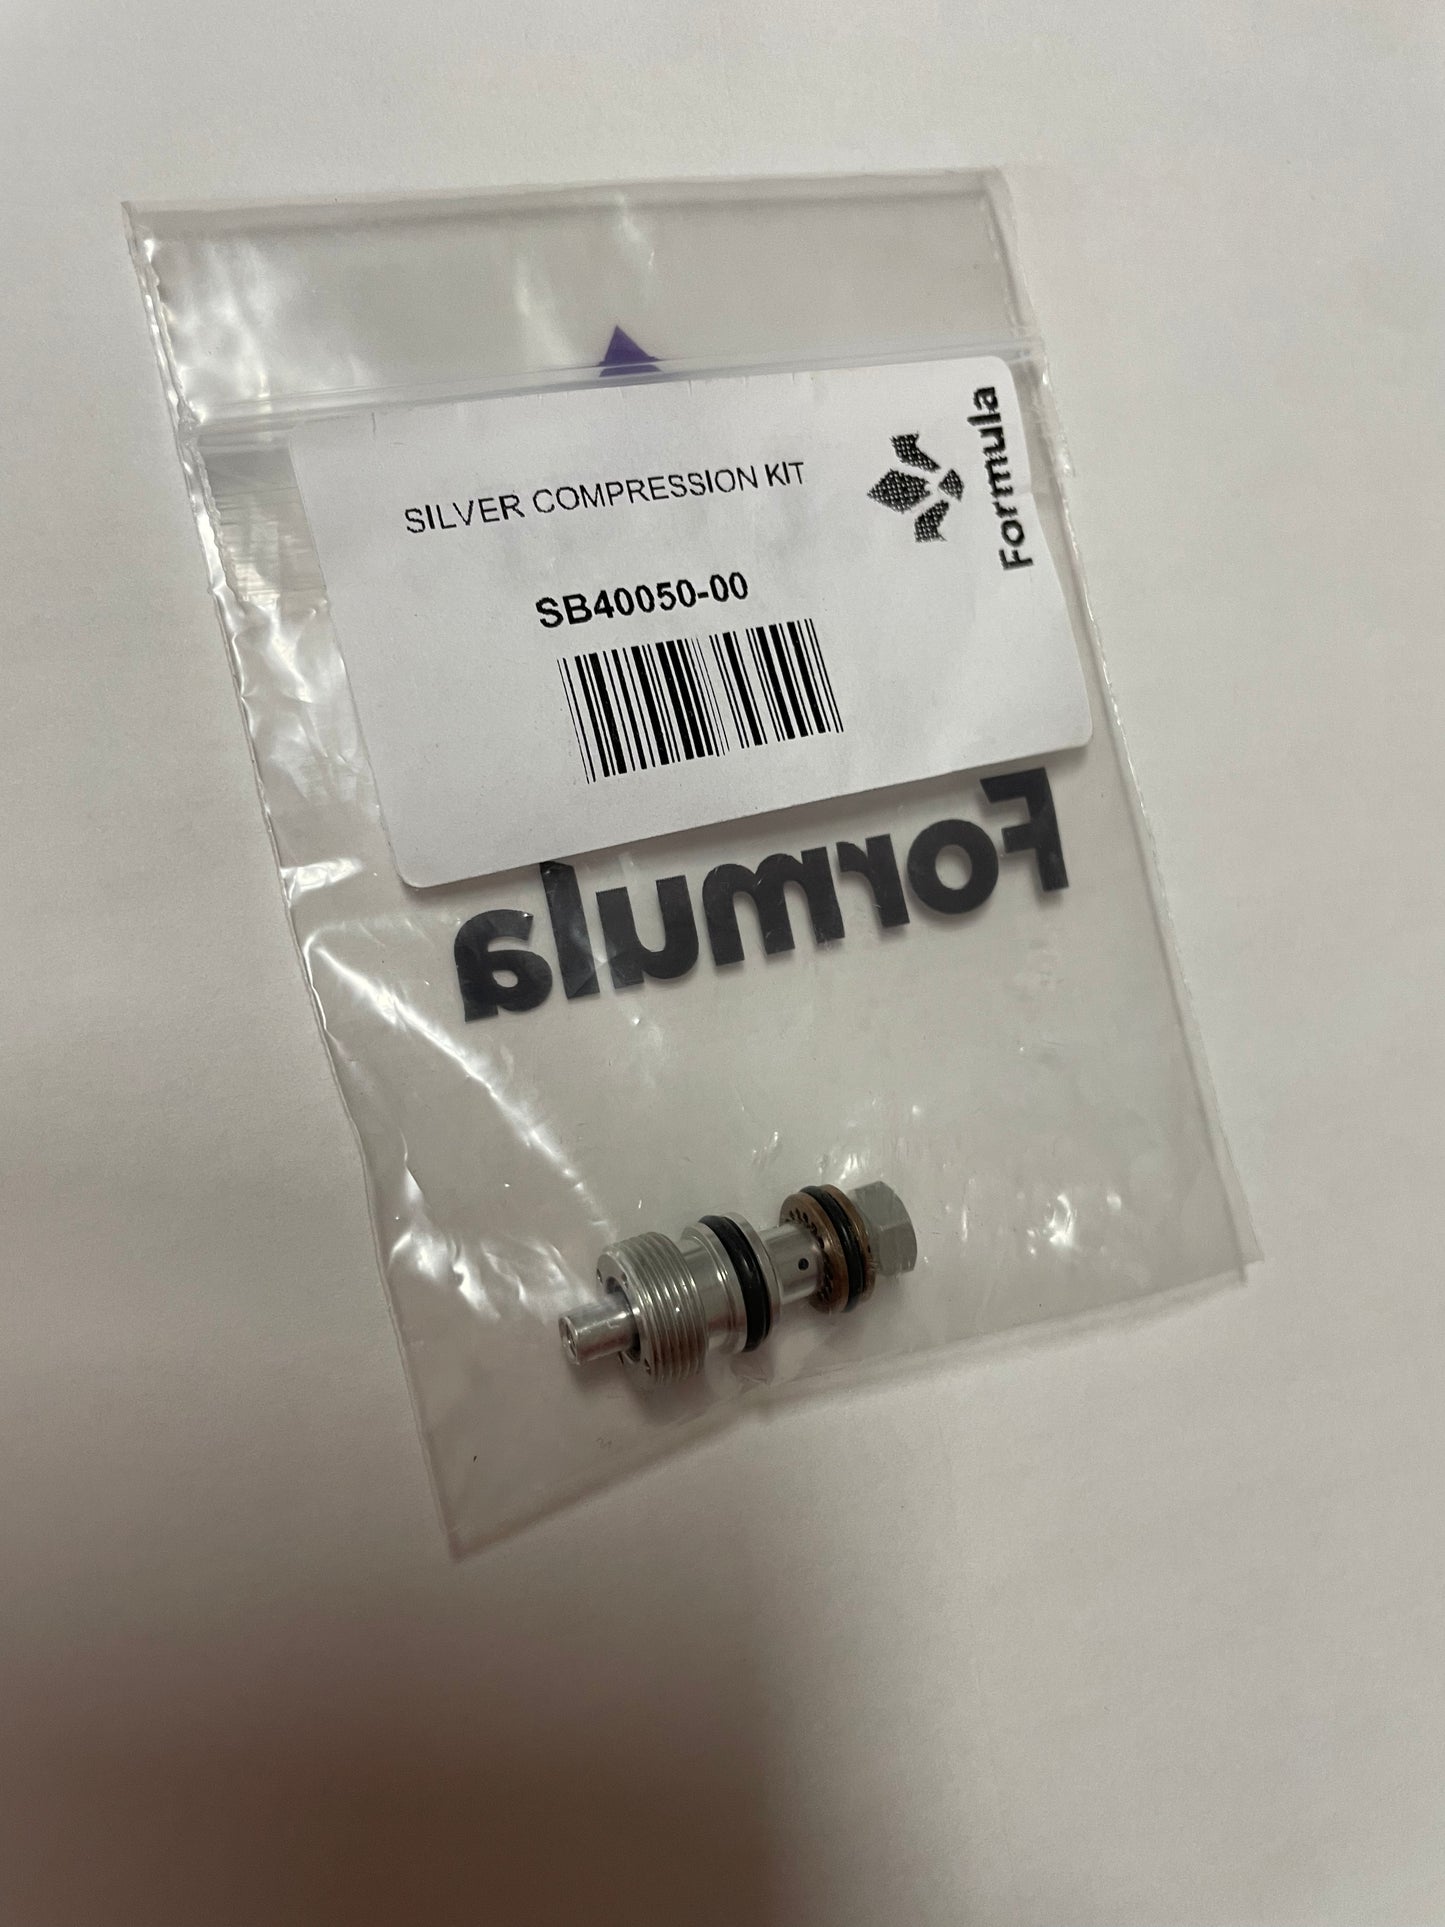 SILVER COMPRESSION KIT
SB40050-00
Formula
Formula